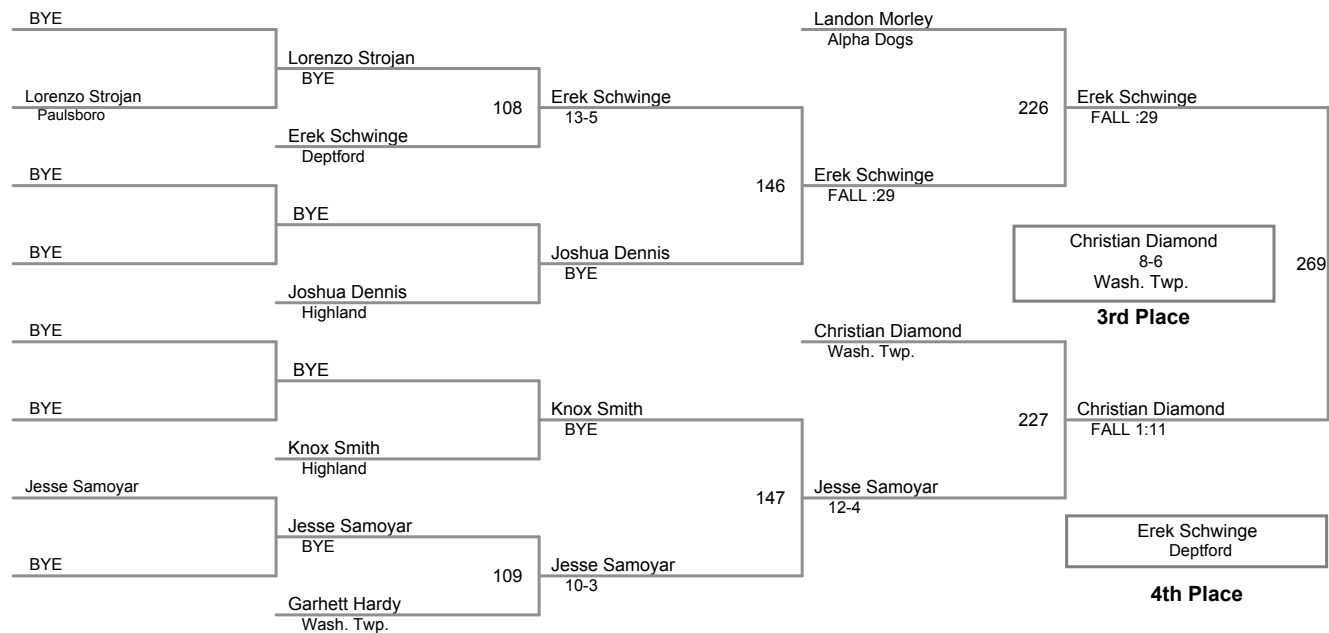 BYE
Landon Morley
Alpha Dogs
Lorenzo Strojan
BYE
Lorenzo Strojan
Paulsboro
108
Erek Schwinge
13-5
226
Erek Schwinge
FALL :29
Erek Schwinge
Deptford
BYE
146
Erek Schwinge
FALL :29
BYE
BYE
Joshua Dennis
BYE
Christian Diamond
8-6
Wash. Twp.
269
Joshua Dennis
Highland
3rd Place
BYE
Christian Diamond
Wash. Twp.
BYE
BYE
Knox Smith
BYE
227
Christian Diamond
FALL 1:11
Knox Smith
Highland
Jesse Samoyar
147
Jesse Samoyar
12-4
Jesse Samoyar
BYE
Erek Schwinge
Deptford
BYE
109
Jesse Samoyar
10-3
4th Place
Garhett Hardy
Wash. Twp.